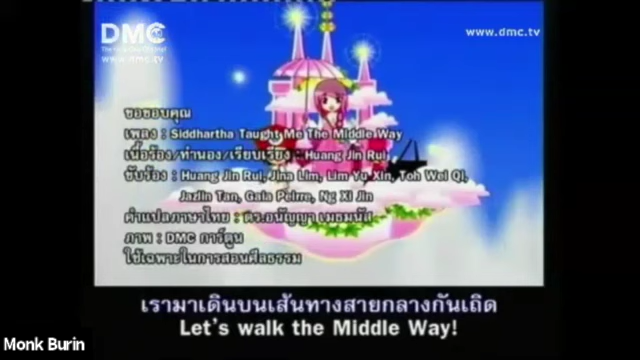 DMC
www.dmc.tv
www.dmc.tv
ขอขอบคุณ
เพลง : Siddhartha Taught Me The Middle Way
เนื้อร้อง/ทำนอง/เรียบเรียง : Huang Jin Rui
ขับร้อง : Huang Jin Rui, Jina Lim, Lim Yu Xin, Toh Wei Qi,
Jazlin Tan, Gaia Peirre, Ng Xi Jin
คำแปลภาษาไทย : ดร.อนัญญา เมธมนัส
ภาพ : DMC การ์ตูน
ใช้เฉพาะในการสอนศีลธรรม
เรามาเดินบนเส้นทางสายกลางกันเถิด
Let's walk the Middle Way!
Monk Burin